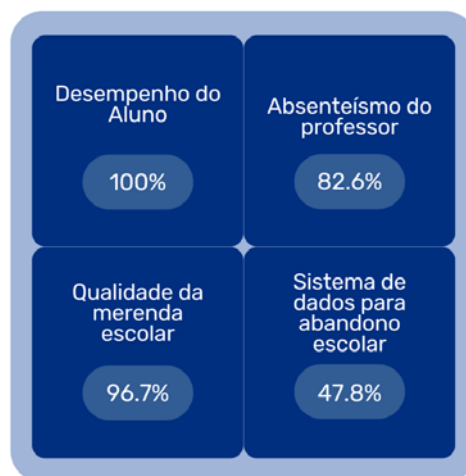 Desempenho do
Aluno
100%
Absenteísmo do
professor
82.6%
Qualidade da
merenda
escolar
96.7%
Sistema de
dados para
abandono
escolar
47.8%